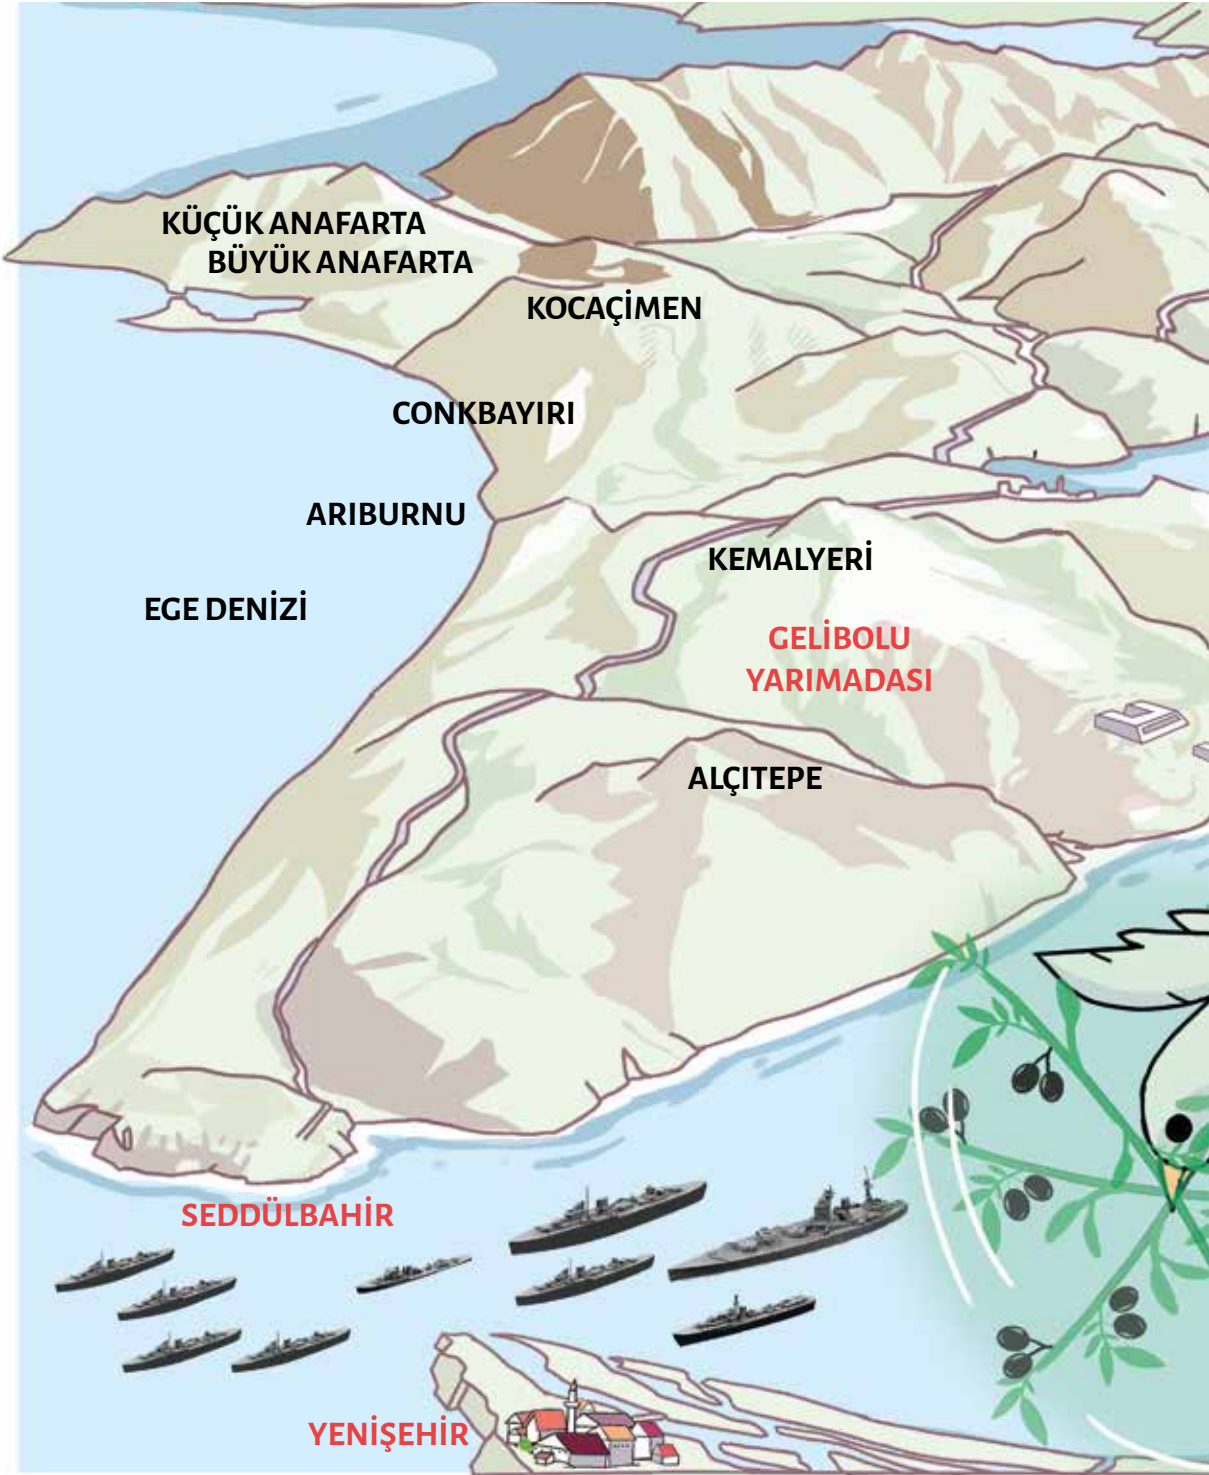 KÜÇÜK ANAFARTA
BÜYÜK ANAFARTA
KOCAÇİMEN
CONKBAYIRI
ARIBURNU
KEMALYERİ
EGE DENİZİ
GELİBOLU
YARIMADASI
ALÇITEPE
SEDDÜLBAHİR
YENİŞEHİR